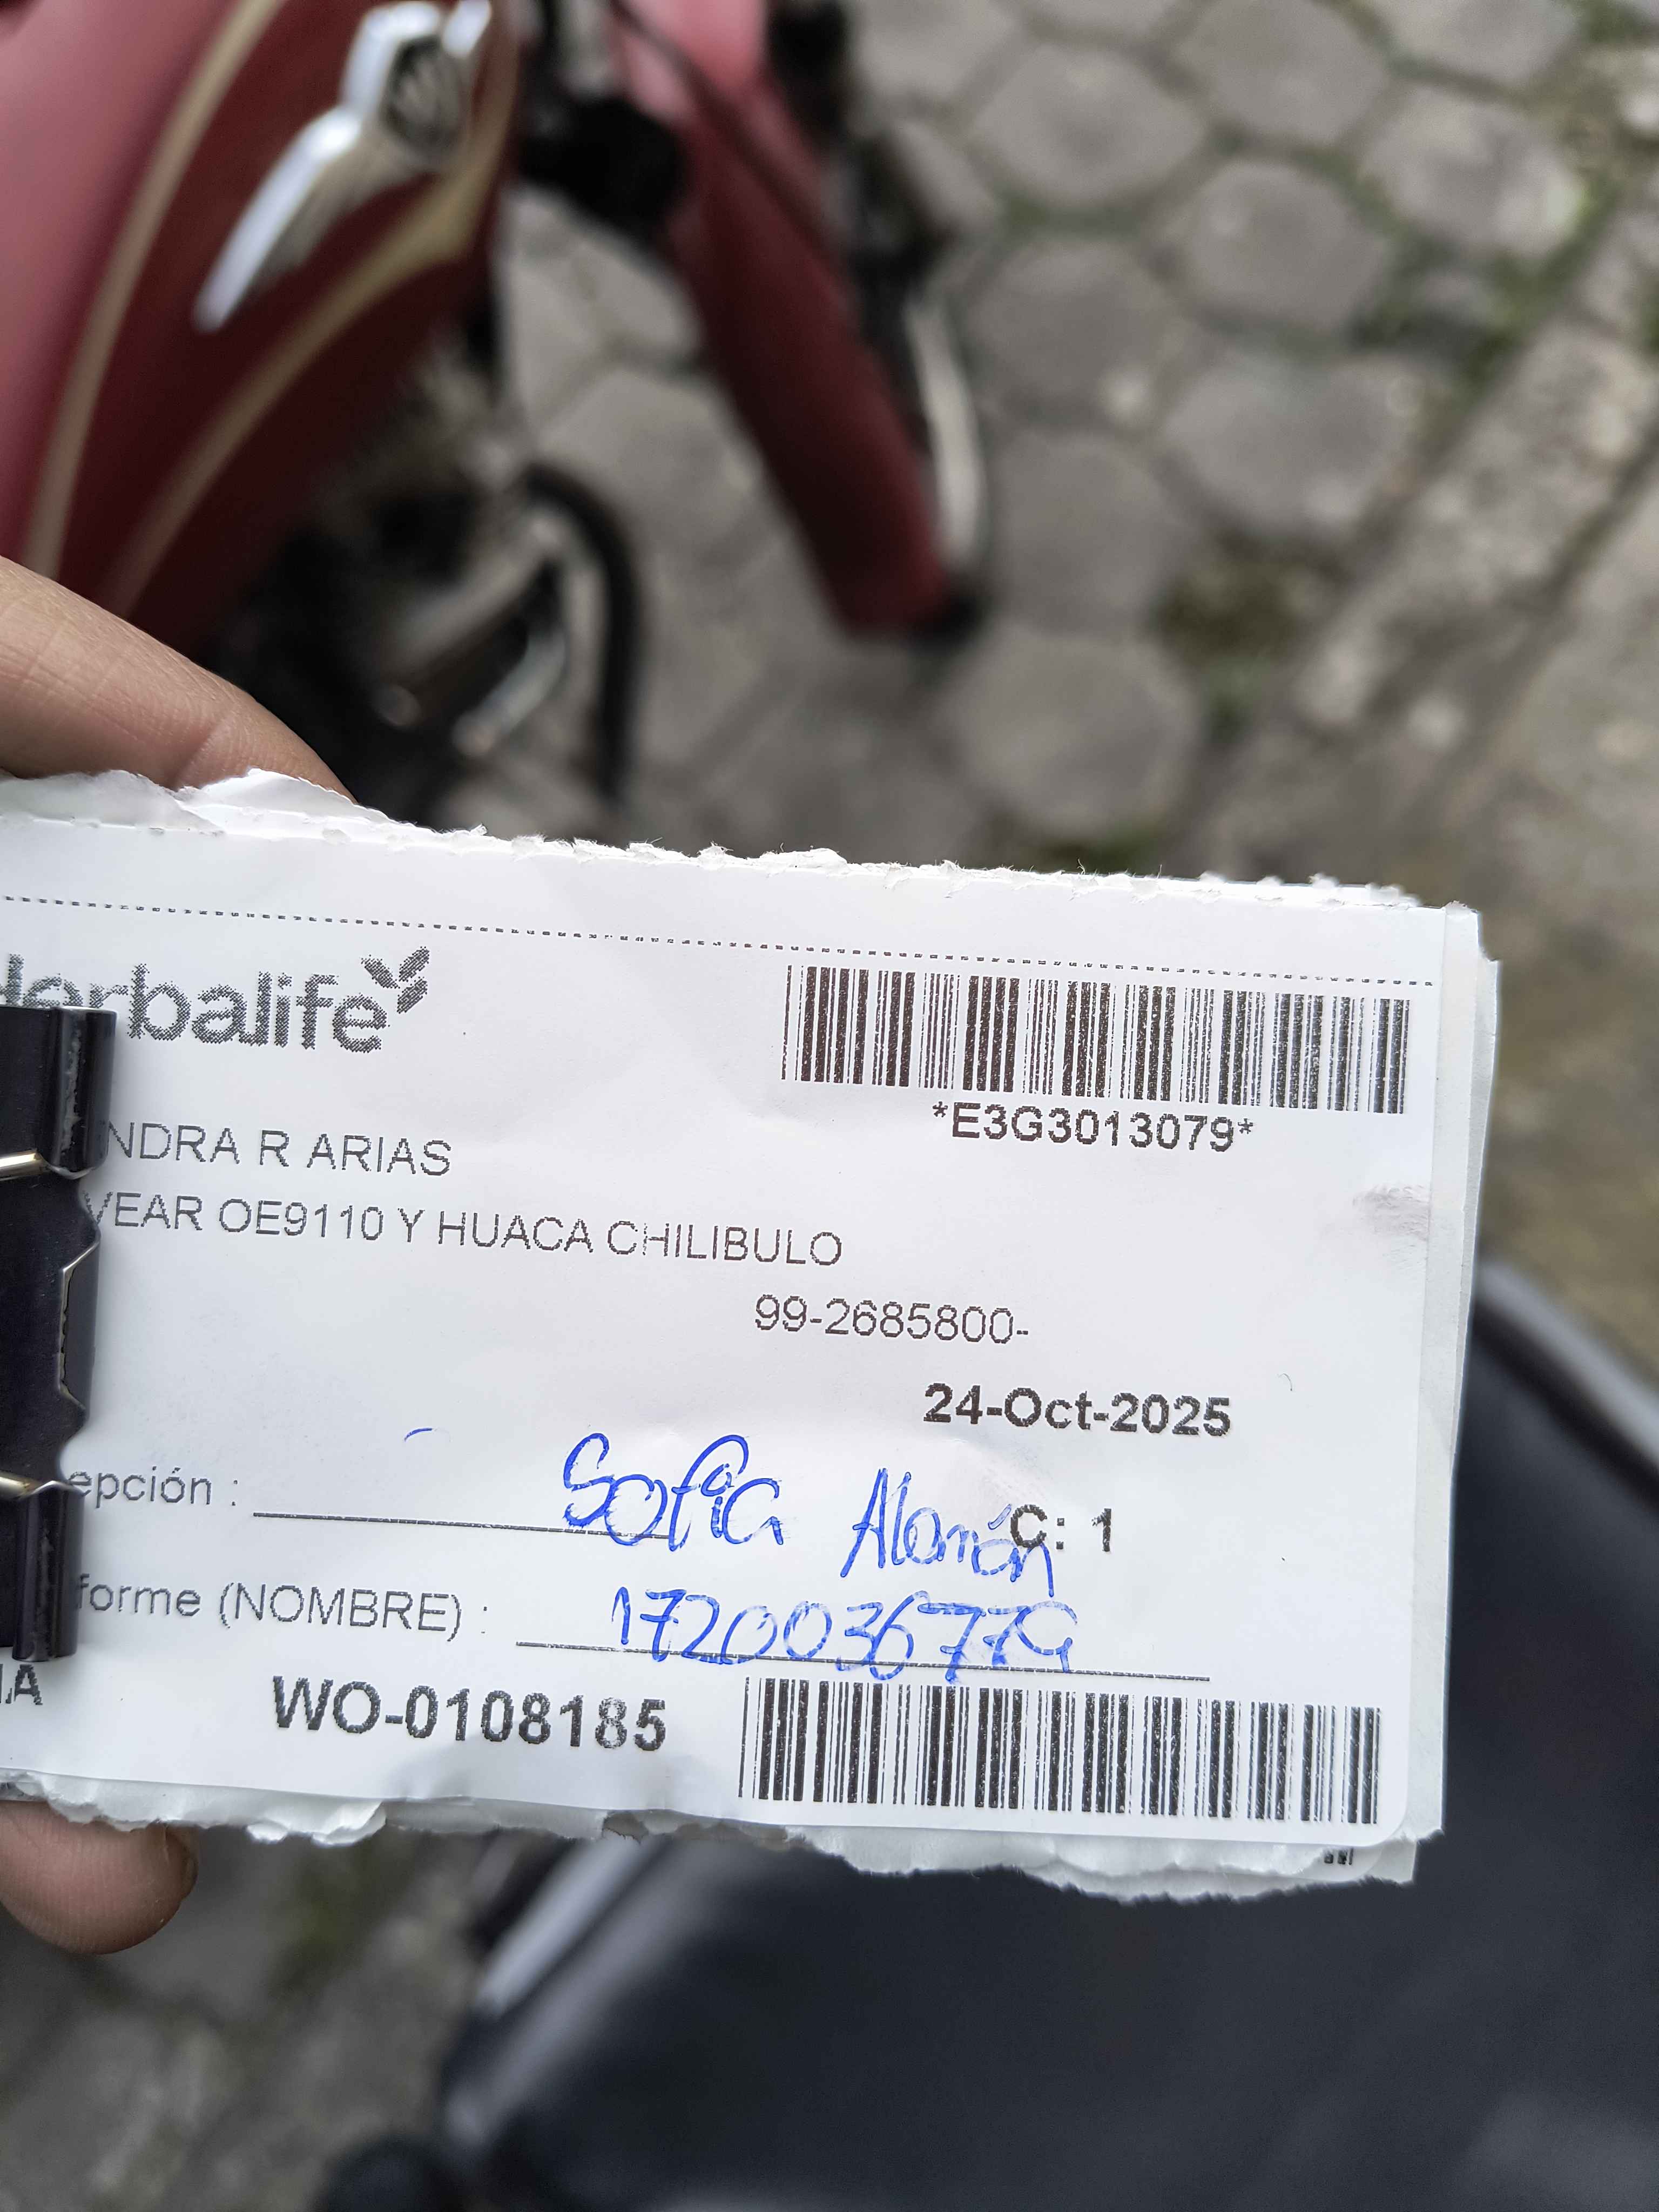 Herbalife
*E3G3013079*
NDRA R ARIAS
VEAR OE9110 Y HUACA CHILIBULO
99-2685800-
24-Oct-2025
epción : Sofia Alemán C: 1
forme (NOMBRE) : 1720036779
IA WO-0108185